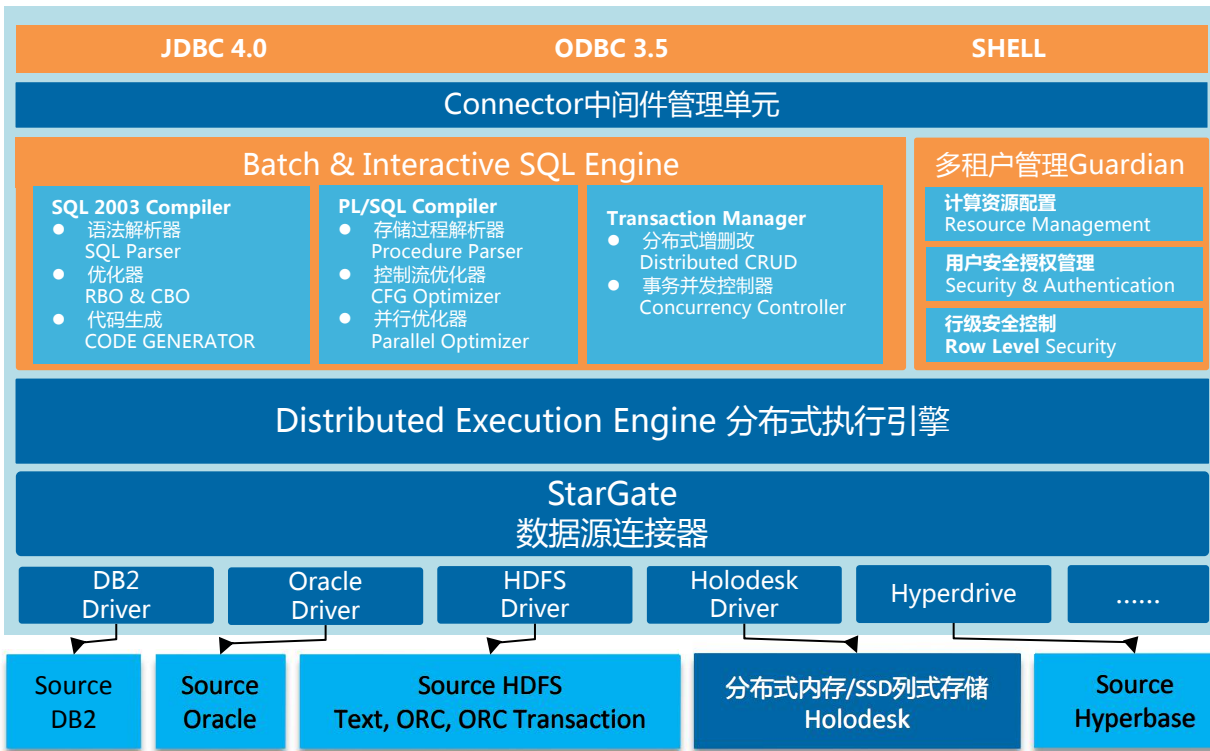 JDBC 4.0 ODBC 3.5 SHELL
Connector中间件管理单元
Batch & Interactive SQL Engine
SQL 2003 Compiler
● 语法解析器
SQL Parser
● 优化器
RBO & CBO
● 代码生成
CODE GENERATOR
PL/SQL Compiler
● 存储过程解析器
Procedure Parser
● 控制流优化器
CFG Optimizer
● 并行优化器
Parallel Optimizer
Transaction Manager
● 分布式增删改
Distributed CRUD
● 事务并发控制器
Concurrency Controller
多租户管理Guardian
计算资源配置
Resource Management
用户安全授权管理
Security & Authentication
行级安全控制
Row Level Security
Distributed Execution Engine 分布式执行引擎
StarGate
数据源连接器
DB2
Driver
Oracle
Driver
HDFS
Driver
Holodesk
Driver
Hyperdrive
......
Source
DB2
Source
Oracle
Source HDFS
Text, ORC, ORC Transaction
分布式内存/SSD列式存储
Holodesk
Source
Hyperbase